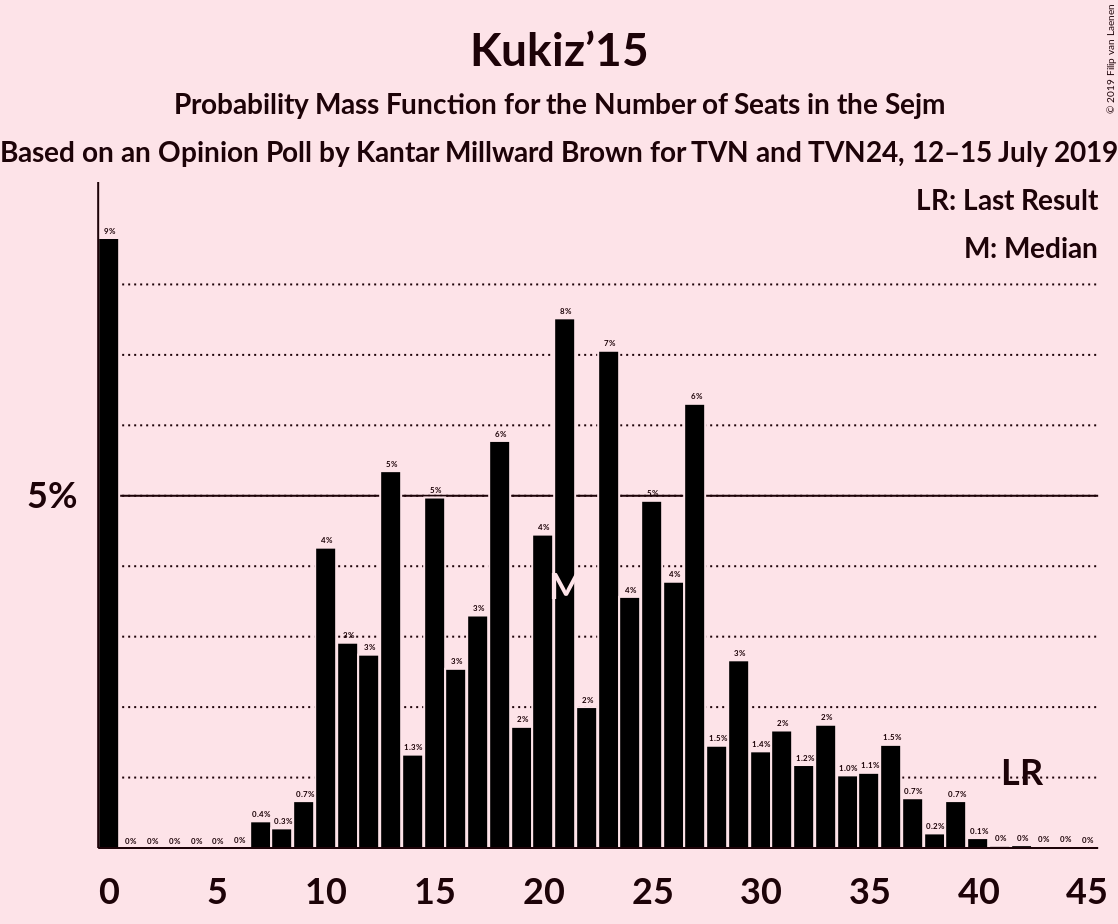 Kukiz’15
Probability Mass Function for the Number of Seats in the Sejm
Based on an Opinion Poll by Kantar Millward Brown for TVN and TVN24, 12–15 July 2019
© 2019 Filip van Laenen
LR: Last Result
M: Median
5%
9% 0% 0% 0% 0% 0% 0% 0.4% 0.3% 0.7% 4% 3% 3% 5% 1.3% 5% 3% 3% 6% 2% 4% 8% 2% 7% 4% 5% 4% 6% 1.5% 3% 1.4% 2% 1.2% 2% 1.0% 1.1% 1.5% 0.7% 0.2% 0.7% 0.1% 0% 0% 0% 0% 0%
M
LR
0 5 10 15 20 25 30 35 40 45